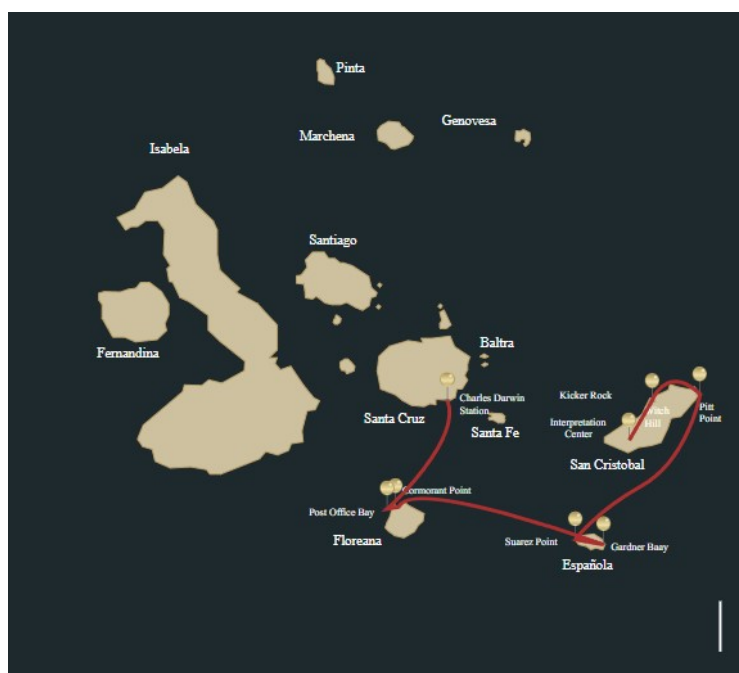 Pinta
Genovesa
Marchena
Isabela
Santiago
Baltra
Fernandina
Kicker Rock
Charles Darwin
Station
Pitt
Point
Witch
Hill
Santa Cruz
Interpretation
Center
Santa Fe
San Cristobal
Cormorant Point
Post Office Bay
Floreana
Suarez Point
Gardner Baay
Española